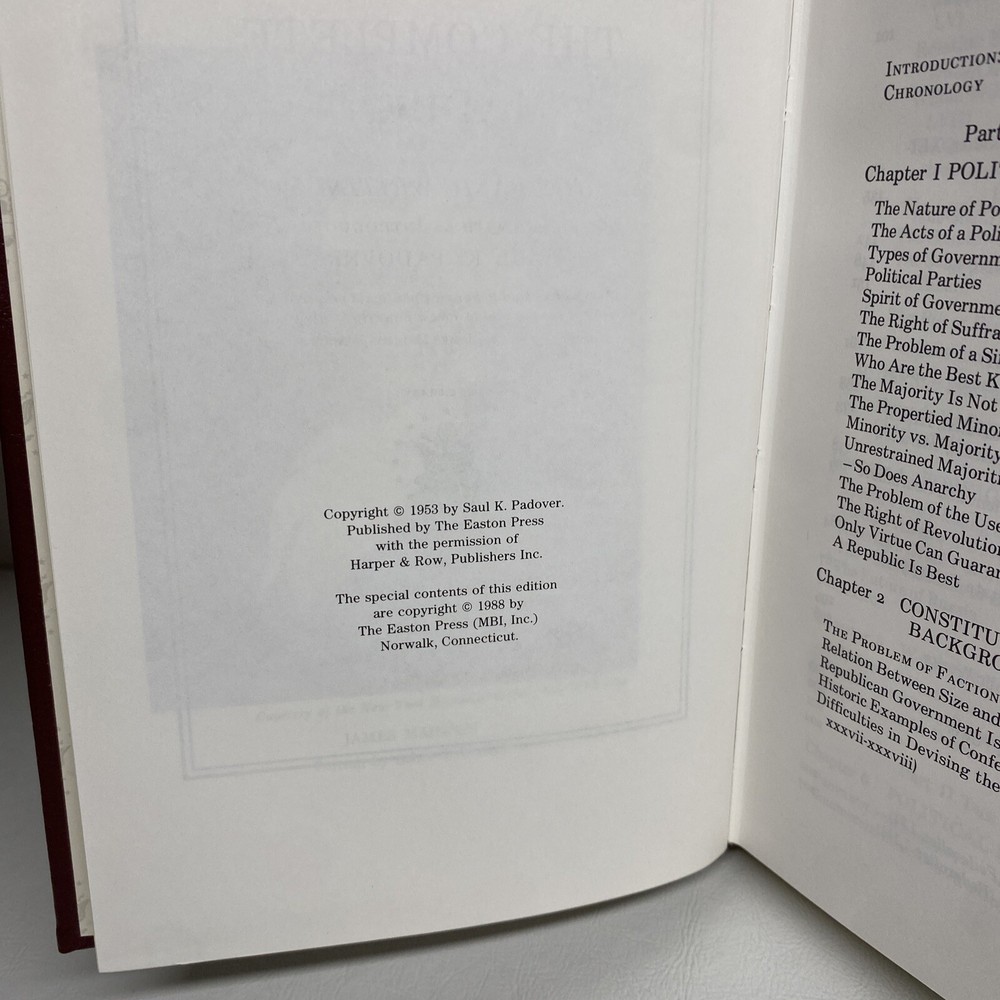 Copyright © 1953 by Saul K. Padover.
Published by The Easton Press
with the permission of
Harper & Row, Publishers Inc.
The special contents of this edition
are copyright © 1988 by
The Easton Press (MBI, Inc.)
Norwalk, Connecticut.
INTRODUCTION
CHRONOLOGY
Part
Chapter I POLI
The Nature of Po
The Acts of a Poli
Types of Governm
Political Parties
Spirit of Governme
The Right of Suffra
The Problem of a Si
Who Are the Best K
The Majority Is Not
The Propertied Mino
Minority vs. Majority
Unrestrained Majoriti
–So Does Anarchy
The Problem of the Use
The Right of Revolution
Only Virtue Can Guaran
A Republic Is Best
Chapter 2 CONSTITU
BACKGRO
THE PROBLEM OF FACTION
Relation Between Size and
Republican Government Is
Historic Examples of Confe
Difficulties in Devising the
xxxvii-xxxviii)